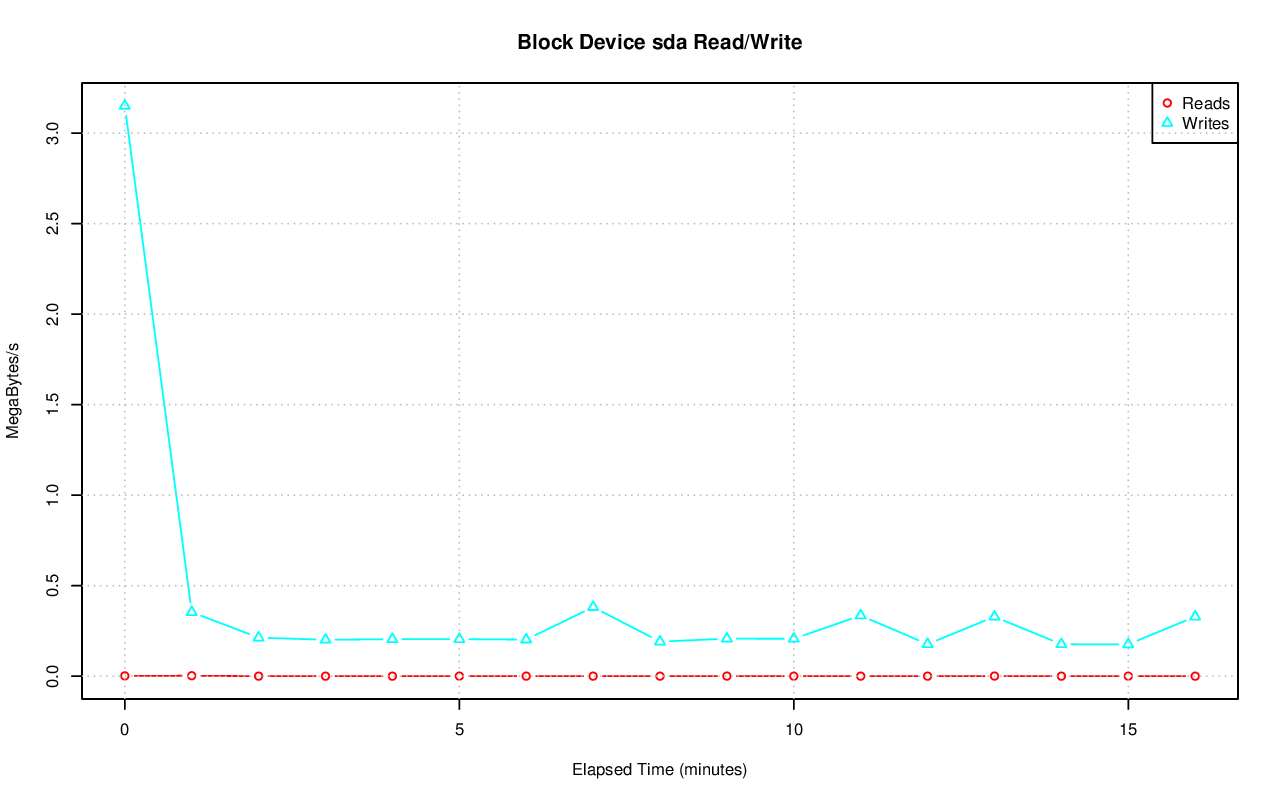 Block Device sda Read/Write
Reads
Writes
MegaBytes/s
3.0
2.5
2.0
1.5
1.0
0.5
0.0
0 5 10 15
Elapsed Time (minutes)